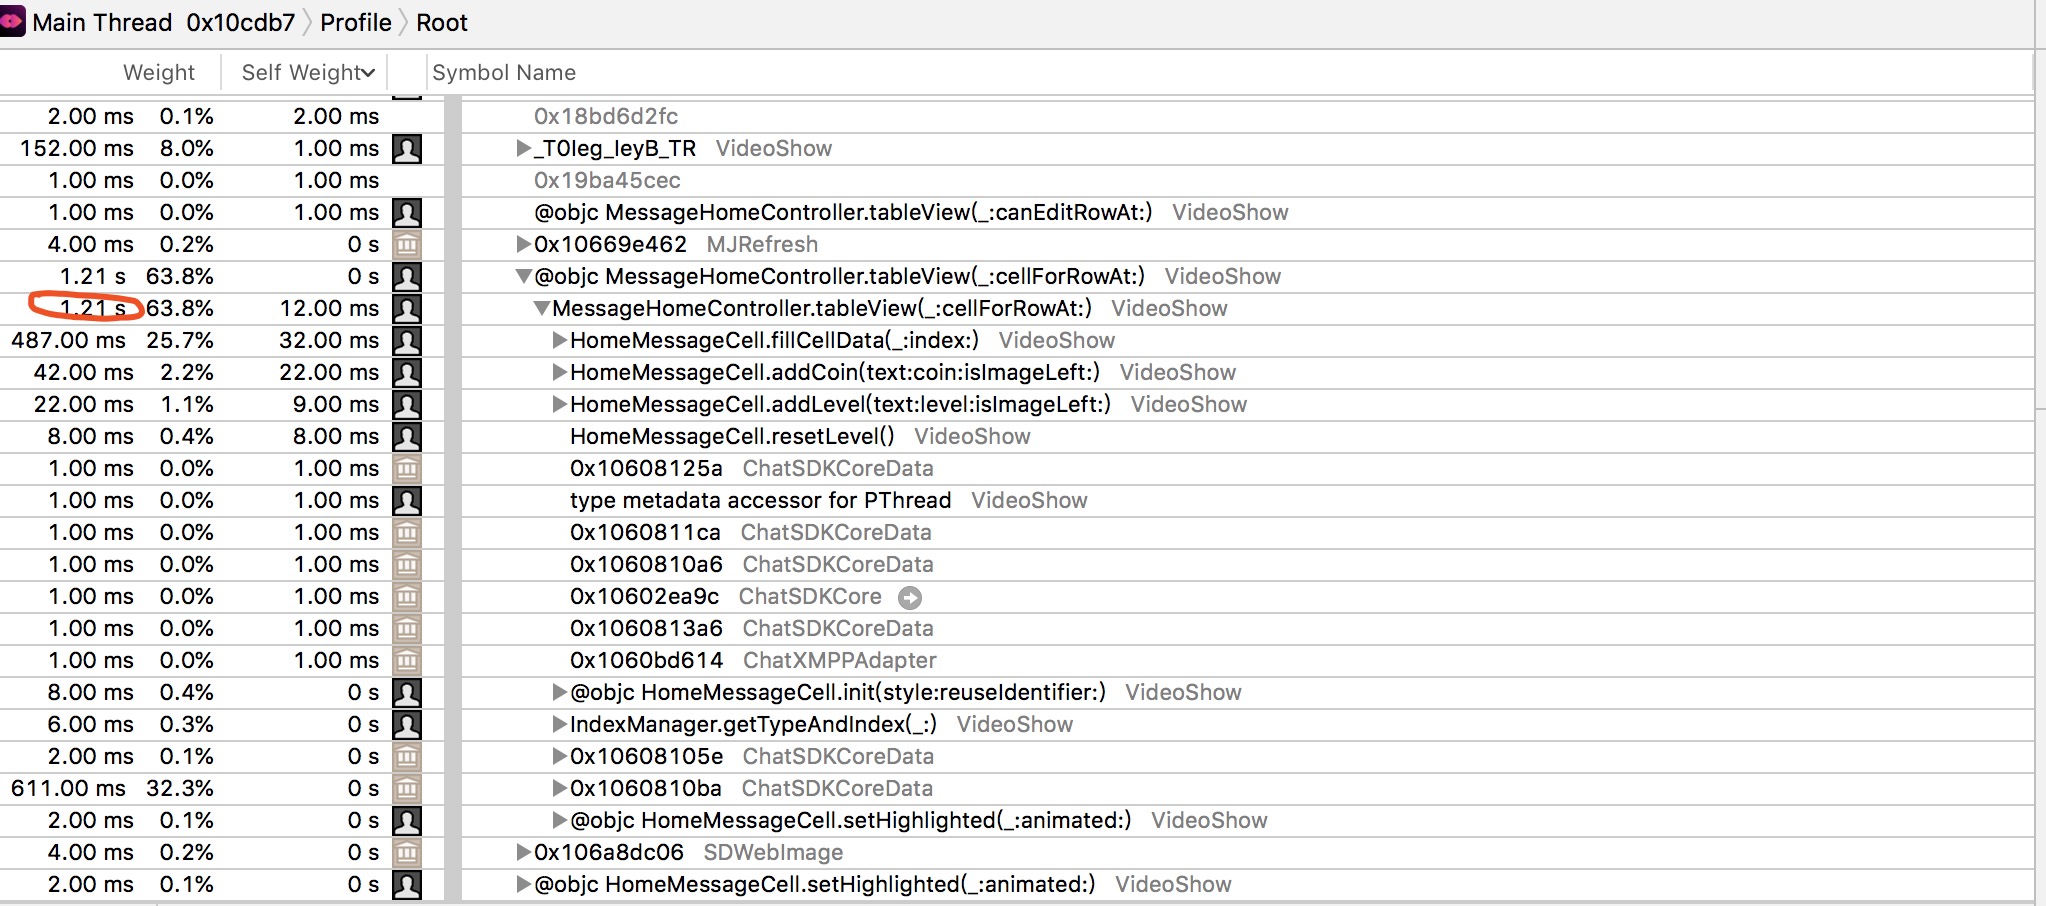 Main Thread 0x10cdb7 Profile Root
Weight Self Weight Symbol Name
2.00 ms 0.1% 2.00 ms 0x18bd6d2fc
152.00 ms 8.0% 1.00 ms _T0Ieg_IeyB_TR VideoShow
1.00 ms 0.0% 1.00 ms 0x19ba45cec
1.00 ms 0.0% 1.00 ms @objc MessageHomeController.tableView(_:canEditRowAt:) VideoShow
4.00 ms 0.2% 0 s 0x10669e462 MJRefresh
1.21 s 63.8% 0 s @objc MessageHomeController.tableView(_:cellForRowAt:) VideoShow
1.21 s 63.8% 12.00 ms MessageHomeController.tableView(_:cellForRowAt:) VideoShow
487.00 ms 25.7% 32.00 ms HomeMessageCell.fillCellData(_:index:) VideoShow
42.00 ms 2.2% 22.00 ms HomeMessageCell.addCoin(text:coin:isImageLeft:) VideoShow
22.00 ms 1.1% 9.00 ms HomeMessageCell.addLevel(text:level:isImageLeft:) VideoShow
8.00 ms 0.4% 8.00 ms HomeMessageCell.resetLevel() VideoShow
1.00 ms 0.0% 1.00 ms 0x10608125a ChatSDKCoreData
1.00 ms 0.0% 1.00 ms type metadata accessor for PThread VideoShow
1.00 ms 0.0% 1.00 ms 0x1060811ca ChatSDKCoreData
1.00 ms 0.0% 1.00 ms 0x1060810a6 ChatSDKCoreData
1.00 ms 0.0% 1.00 ms 0x10602ea9c ChatSDKCore
1.00 ms 0.0% 1.00 ms 0x1060813a6 ChatSDKCoreData
1.00 ms 0.0% 1.00 ms 0x1060bd614 ChatXMPPAdapter
8.00 ms 0.4% 0 s @objc HomeMessageCell.init(style:reuseIdentifier:) VideoShow
6.00 ms 0.3% 0 s IndexManager.getTypeAndIndex(_:) VideoShow
2.00 ms 0.1% 0 s 0x10608105e ChatSDKCoreData
611.00 ms 32.3% 0 s 0x1060810ba ChatSDKCoreData
2.00 ms 0.1% 0 s @objc HomeMessageCell.setHighlighted(_:animated:) VideoShow
4.00 ms 0.2% 0 s 0x106a8dc06 SDWebImage
2.00 ms 0.1% 0 s @objc HomeMessageCell.setHighlighted(_:animated:) VideoShow